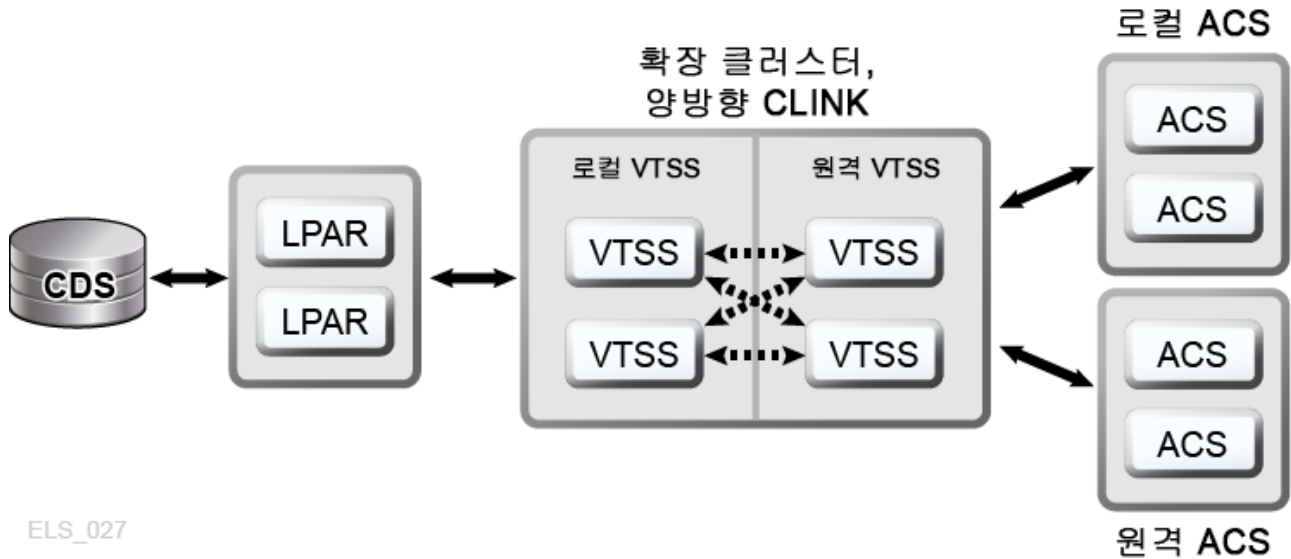 로컬 ACS
ACS
ACS
확장 클러스터,
양방향 CLINK
로컬 VTSS
원격 VTSS
VTSS
VTSS
VTSS
VTSS
LPAR
LPAR
CDS
ACS
ACS
원격 ACS
ELS_027